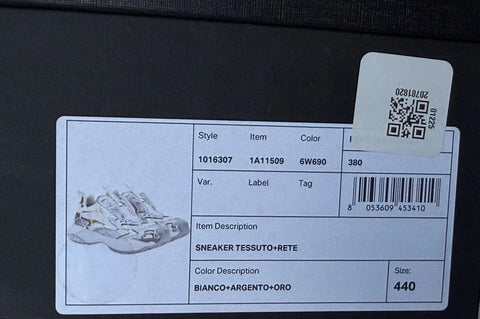 20781820
01225
Style Item Color
1016307 1A11509 6W690 380
Var. Label Tag
8 053609 453410
Item Description
SNEAKER TESSUTO+RETE
Color Description Size:
BIANCO+ARGENTO+ORO 440